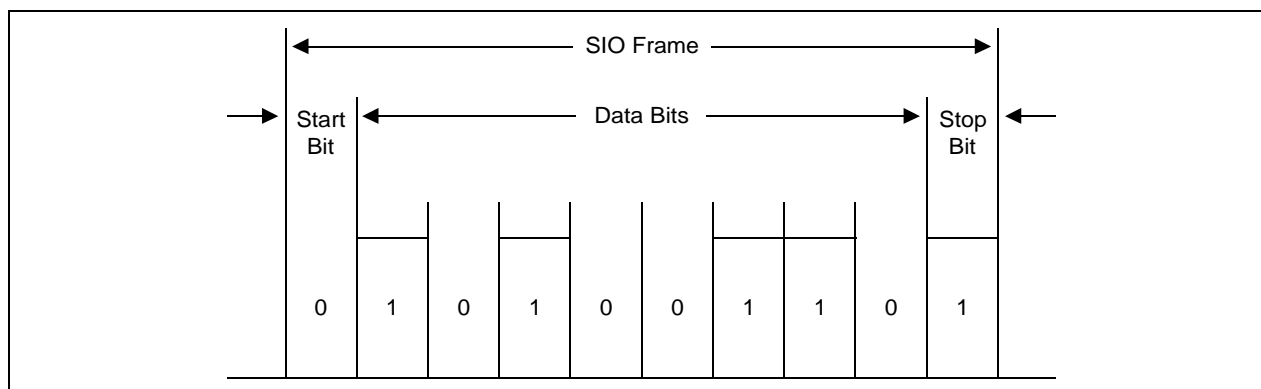 SIO Frame
Start
Bit
Data Bits
Stop
Bit
0 1 0 1 0 0 1 1 0 1